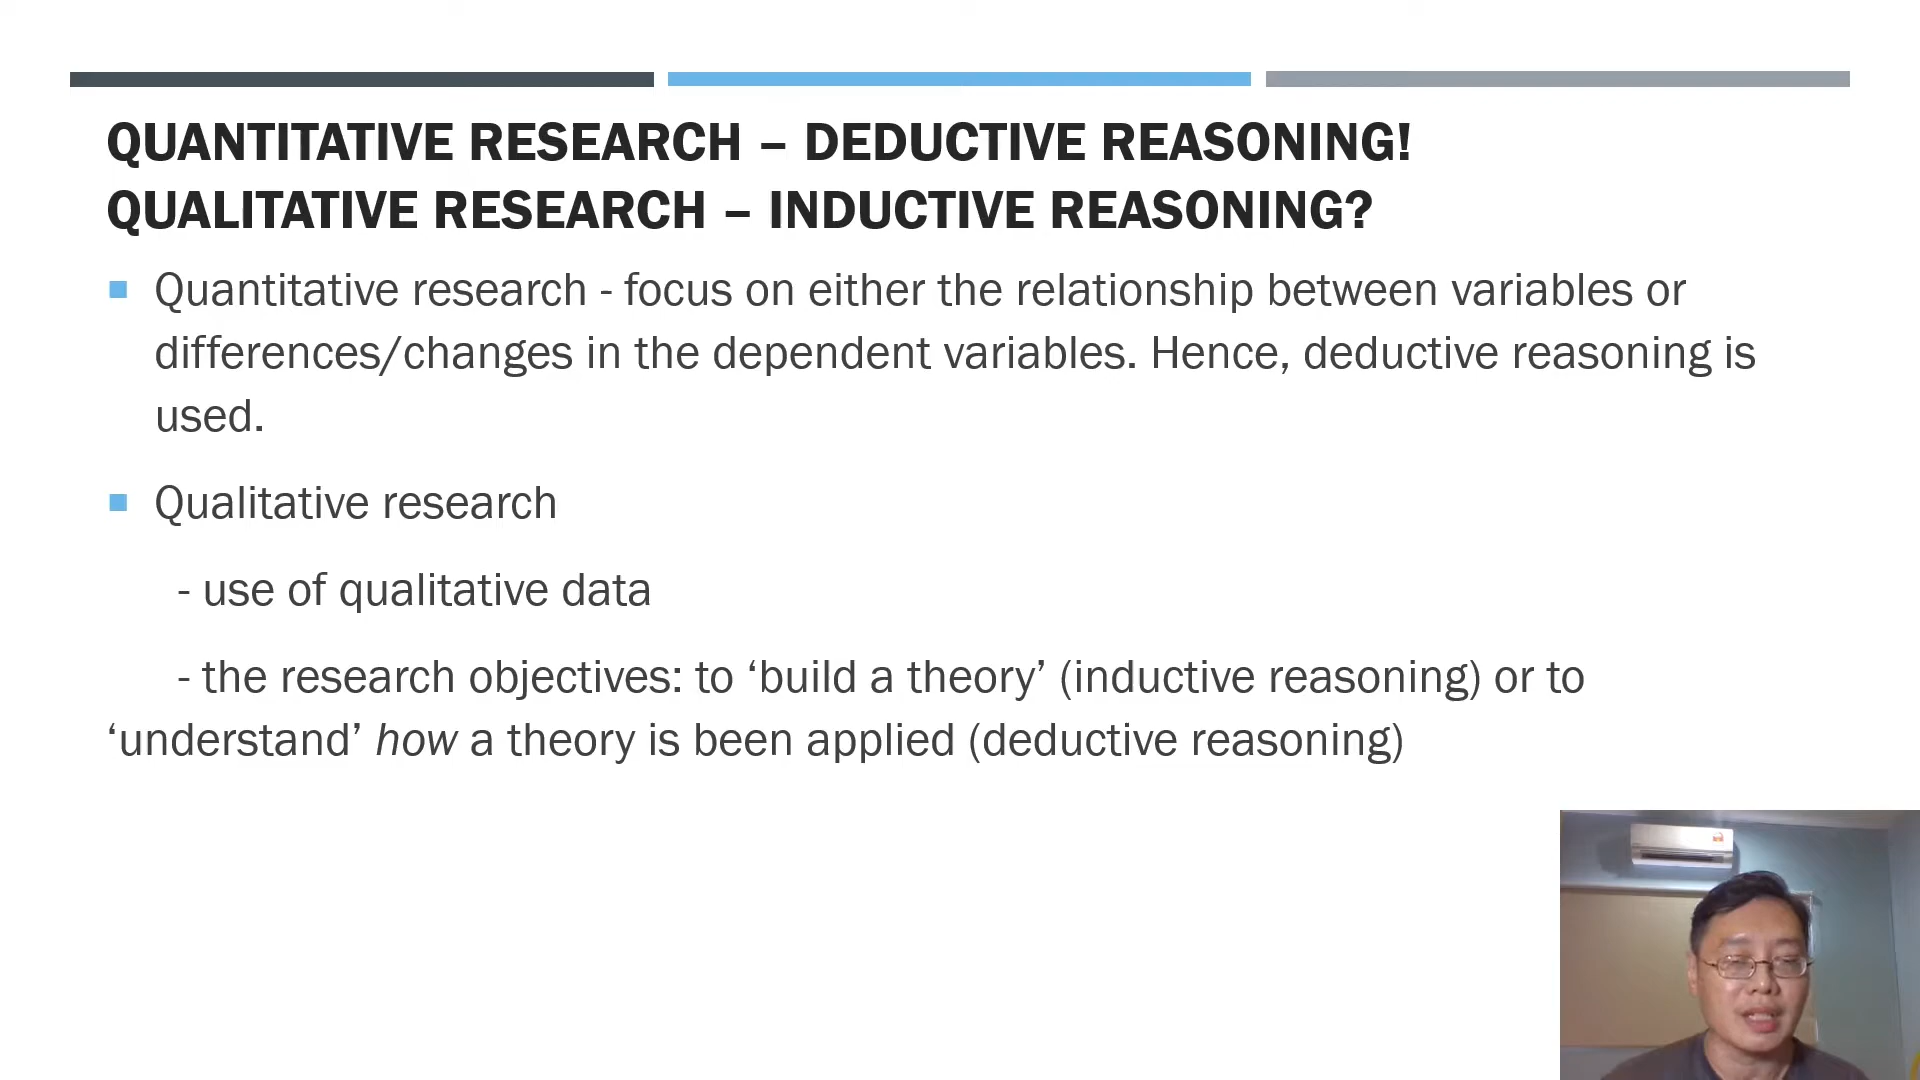 QUANTITATIVE RESEARCH – DEDUCTIVE REASONING!
QUALITATIVE RESEARCH – INDUCTIVE REASONING?
Quantitative research - focus on either the relationship between variables or
differences/changes in the dependent variables. Hence, deductive reasoning is
used.
Qualitative research
- use of qualitative data
- the research objectives: to ‘build a theory’ (inductive reasoning) or to
‘understand’ how a theory is been applied (deductive reasoning)